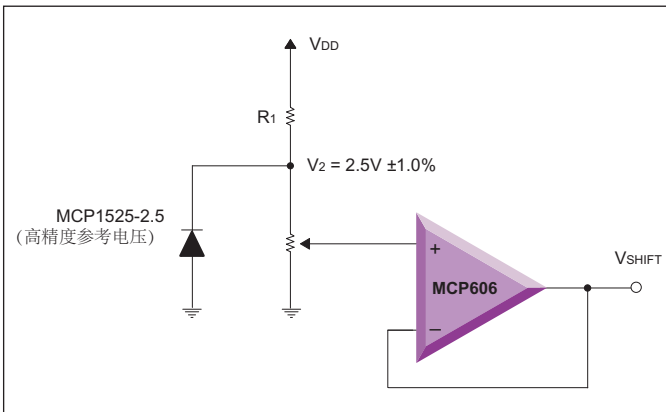 VDD
R1
V2 = 2.5V ±1.0%
MCP1525-2.5
(高精度参考电压)
+
MCP606
−
VSHIFT